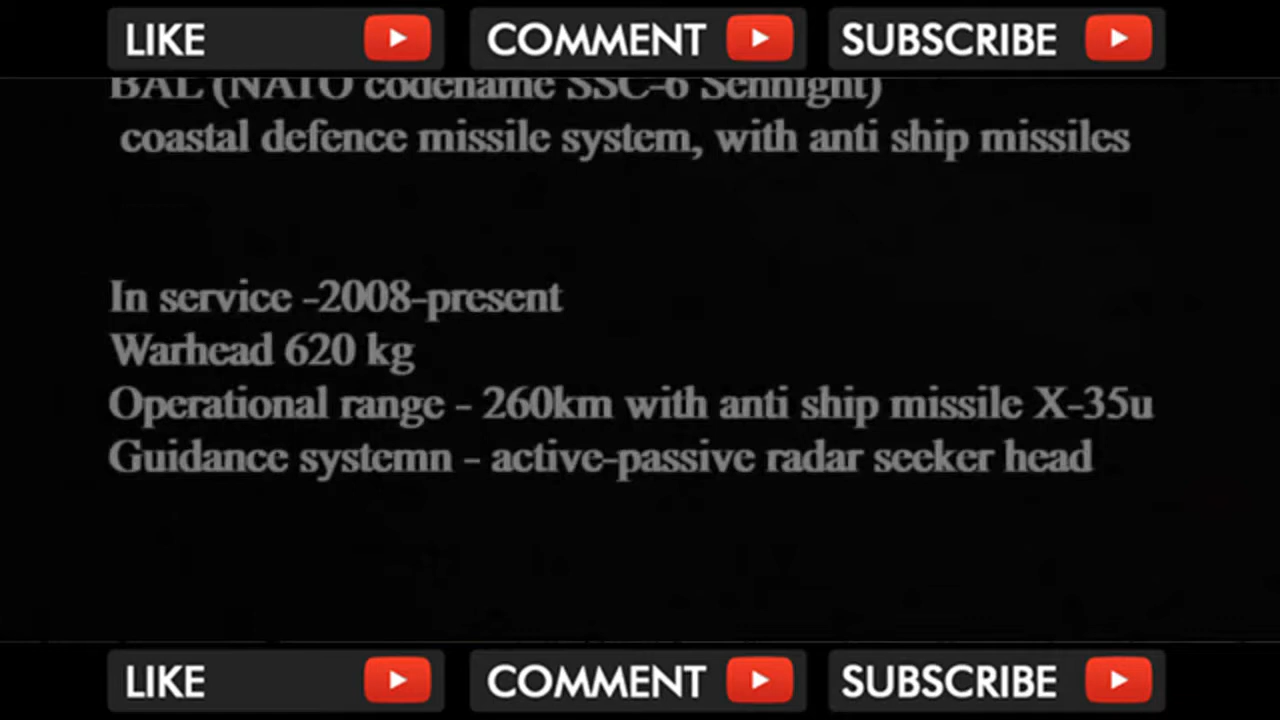 LIKE COMMENT SUBSCRIBE
BAL (NATO codename SSC-6 Sennight)
coastal defence missile system, with anti ship missiles
In service -2008-present
Warhead 620 kg
Operational range - 260km with anti ship missile X-35u
Guidance systemn - active-passive radar seeker head
LIKE COMMENT SUBSCRIBE